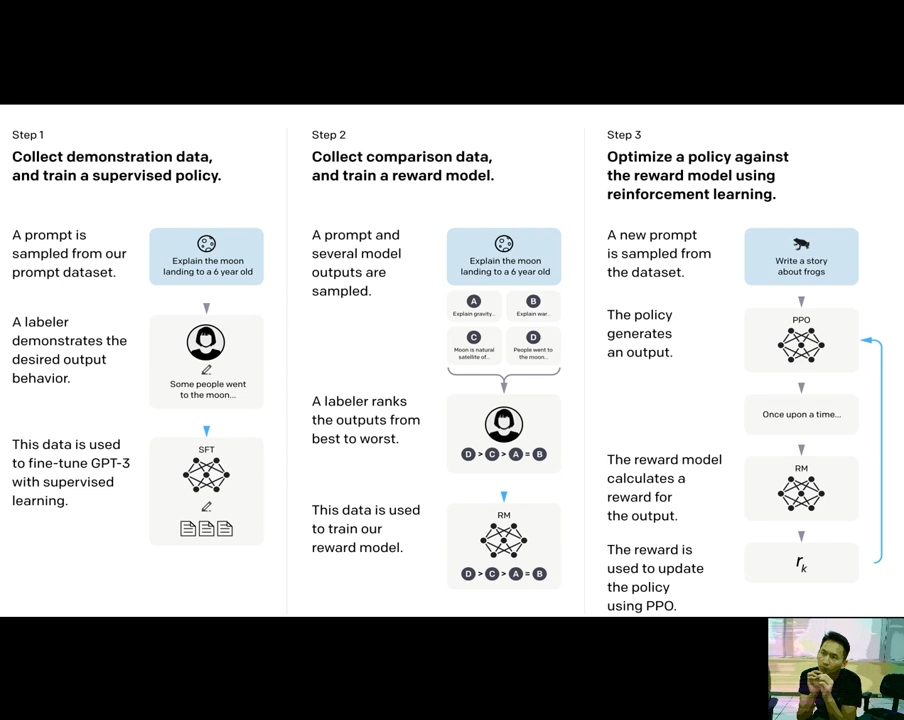 Step 1
Collect demonstration data,
and train a supervised policy.
A prompt is
sampled from our
prompt dataset.
Explain the moon
landing to a 6 year old
A labeler
demonstrates the
desired output
behavior.
Some people went
to the moon...
This data is used
to fine-tune GPT-3
with supervised
learning.
SFT
Step 2
Collect comparison data,
and train a reward model.
A prompt and
several model
outputs are
sampled.
Explain the moon
landing to a 6 year old
A
Explain gravity...
B
Explain war...
C
Moon is natural
satellite of...
D
People went to
the moon...
A labeler ranks
the outputs from
best to worst.
D > C > A = B
This data is used
to train our
reward model.
RM
D > C > A = B
Step 3
Optimize a policy against
the reward model using
reinforcement learning.
A new prompt
is sampled from
the dataset.
Write a story
about frogs
The policy
generates
an output.
PPO
Once upon a time...
The reward model
calculates a
reward for
the output.
RM
The reward is
used to update
the policy
using PPO.
rk